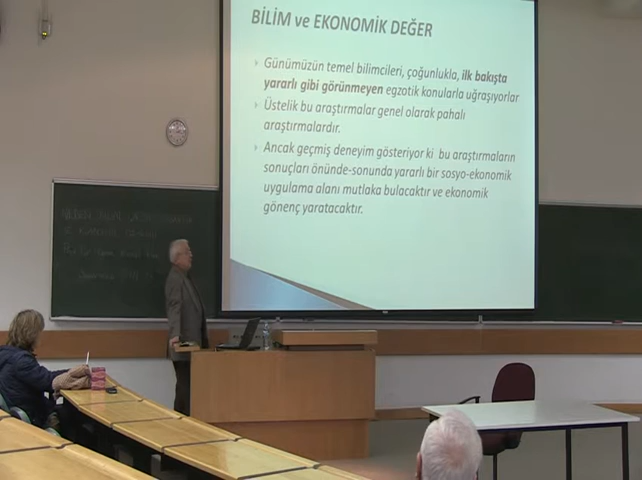 BİLİM ve EKONOMİK DEĞER
Günümüzün temel bilimcileri, çoğunlukla, ilk bakışta
yararlı gibi görünmeyen egzotik konularla uğraşıyorlar
Üstelik bu araştırmalar genel olarak pahalı
araştırmalardır.
Ancak geçmiş deneyim gösteriyor ki bu araştırmaların
sonuçları önünde-sonunda yararlı bir sosyo-ekonomik
uygulama alanı mutlaka bulacaktır ve ekonomik
gönenç yaratacaktır.